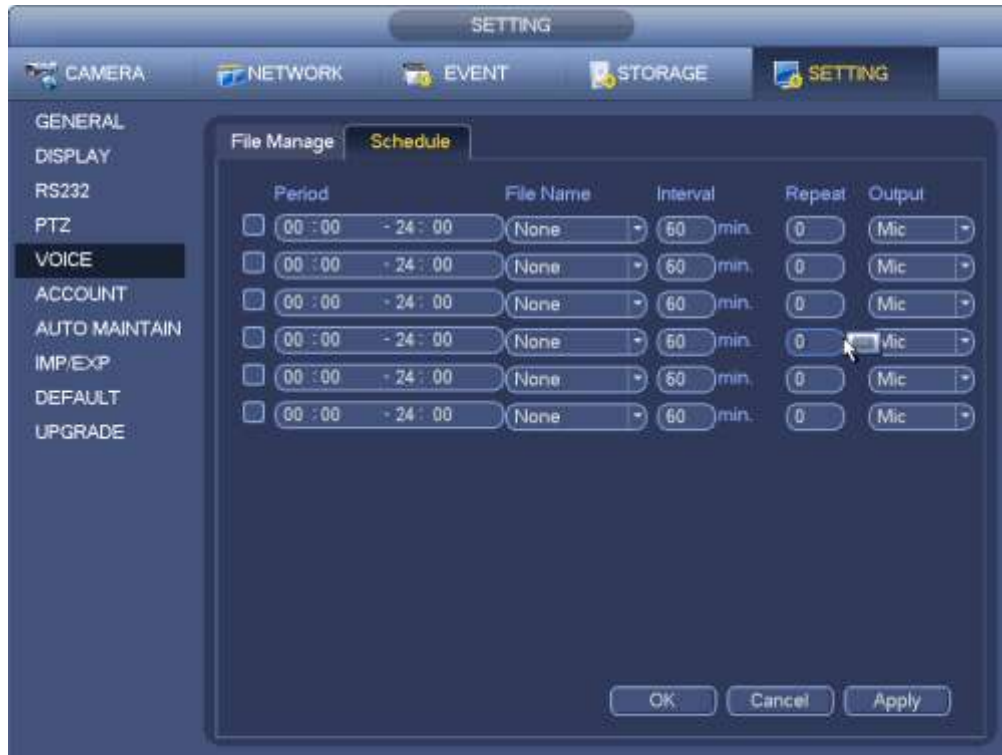 SETTING
CAMERA NETWORK EVENT STORAGE SETTING
GENERAL
DISPLAY
RS232
PTZ
VOICE
ACCOUNT
AUTO MAINTAIN
IMP/EXP
DEFAULT
UPGRADE
File Manage Schedule
Period File Name Interval Repeat Output
00 : 00 - 24 : 00 None 60 min. 0 Mic
00 : 00 - 24 : 00 None 60 min. 0 Mic
00 : 00 - 24 : 00 None 60 min. 0 Mic
00 : 00 - 24 : 00 None 60 min. 0 Mic
00 : 00 - 24 : 00 None 60 min. 0 Mic
00 : 00 - 24 : 00 None 60 min. 0 Mic
OK Cancel Apply